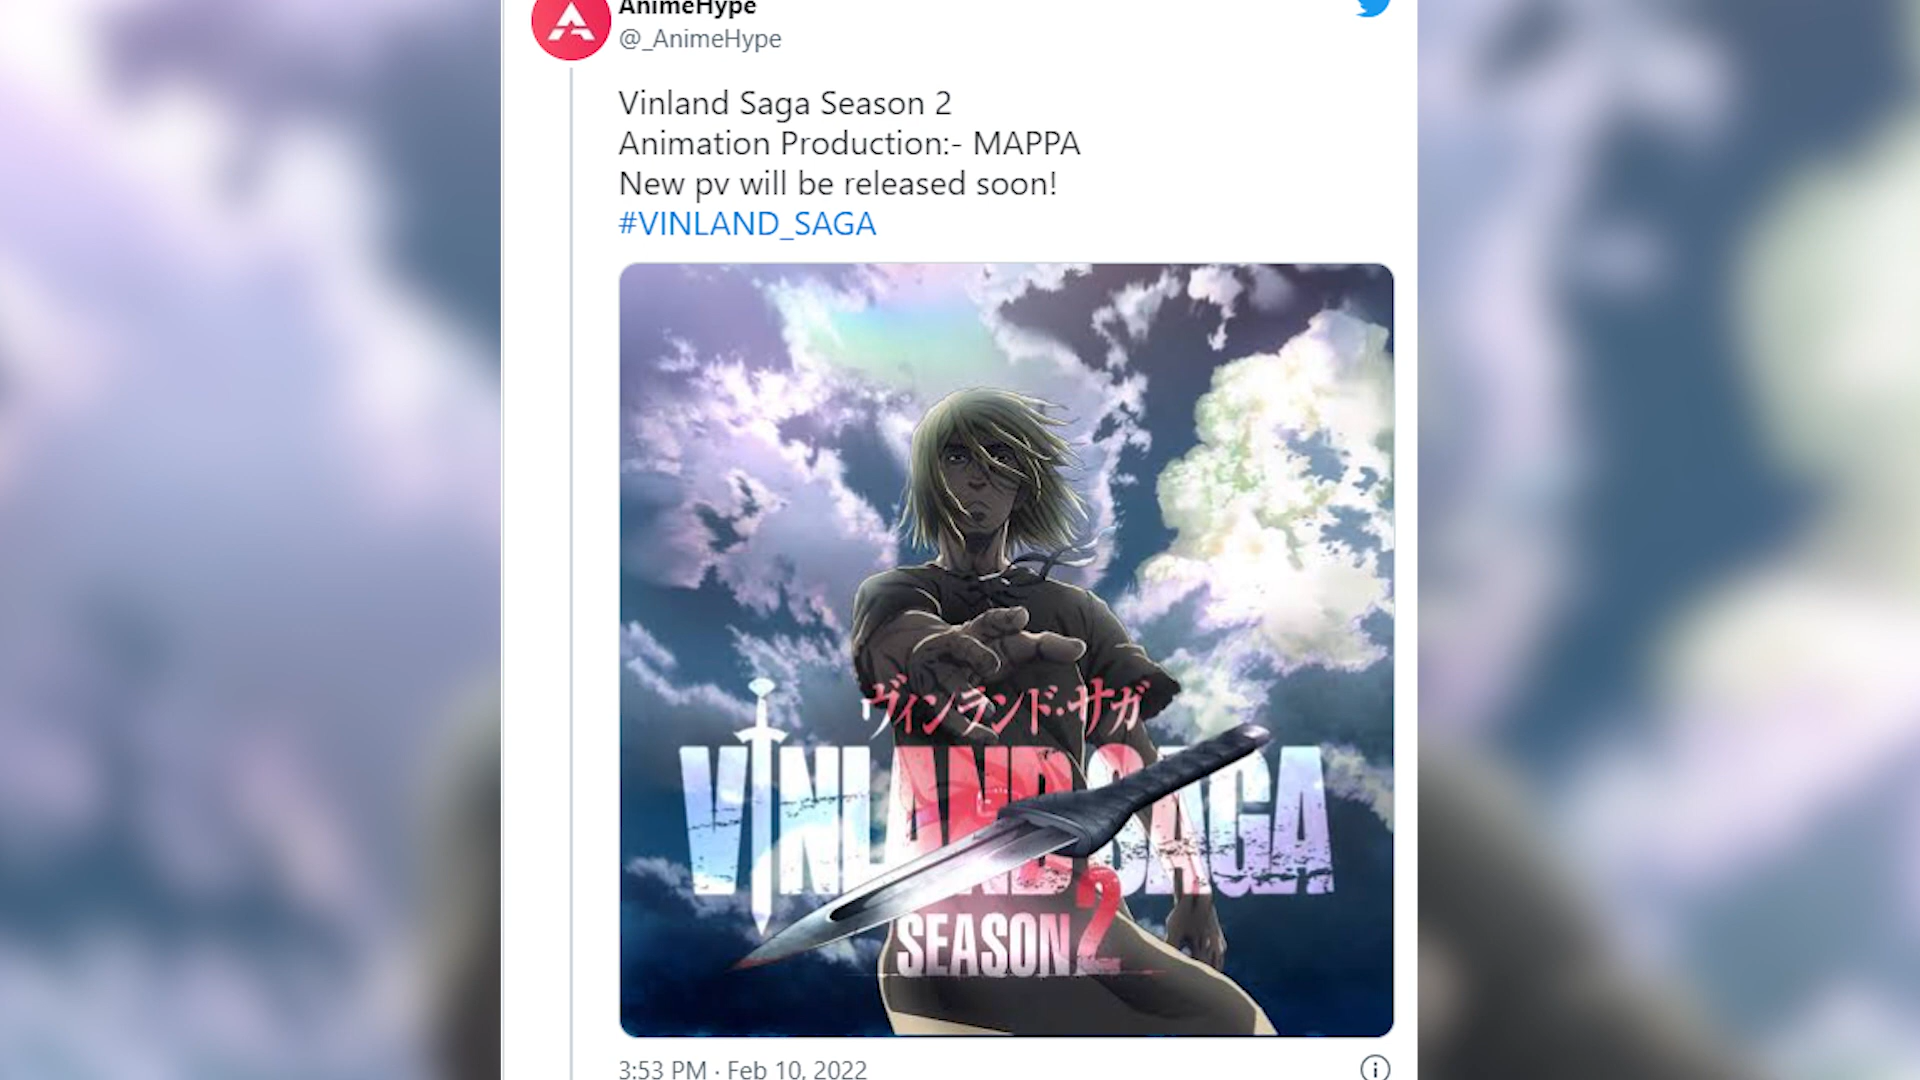 AnimeHype
@_AnimeHype
Vinland Saga Season 2
Animation Production:- MAPPA
New pv will be released soon!
#VINLAND_SAGA
ヴィンランド・サガ
VINLAND SAGA
SEASON 2
3:53 PM · Feb 10, 2022